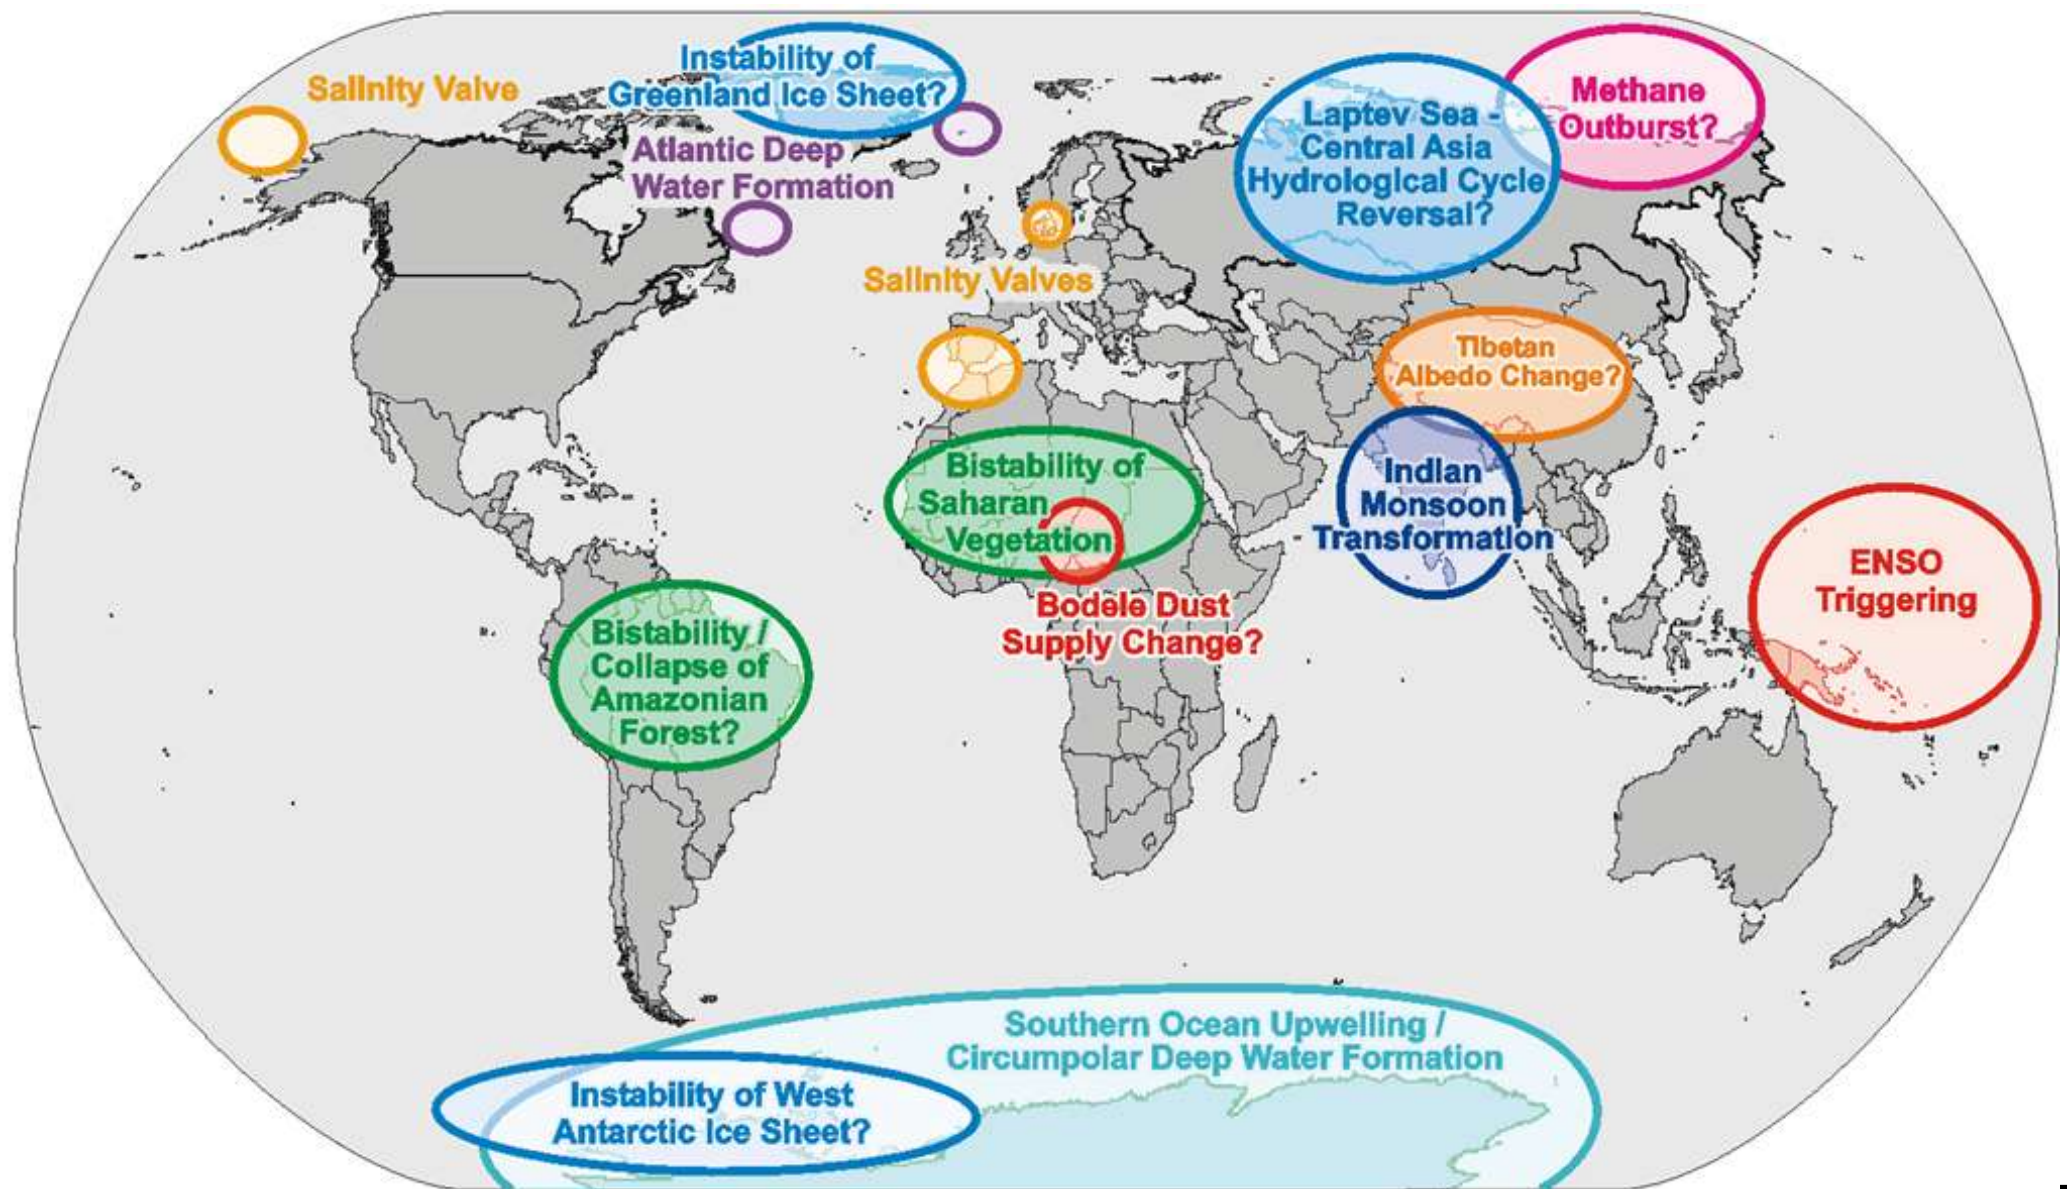 Salinity Valve
Instability of
Greenland Ice Sheet?
Atlantic Deep
Water Formation
Laptev Sea -
Central Asia
Hydrological Cycle
Reversal?
Methane
Outburst?
Salinity Valves
Tibetan
Albedo Change?
Bistability of
Saharan
Vegetation
Indian
Monsoon
Transformation
ENSO
Triggering
Bodele Dust
Supply Change?
Bistability /
Collapse of
Amazonian
Forest?
Southern Ocean Upwelling /
Circumpolar Deep Water Formation
Instability of West
Antarctic Ice Sheet?